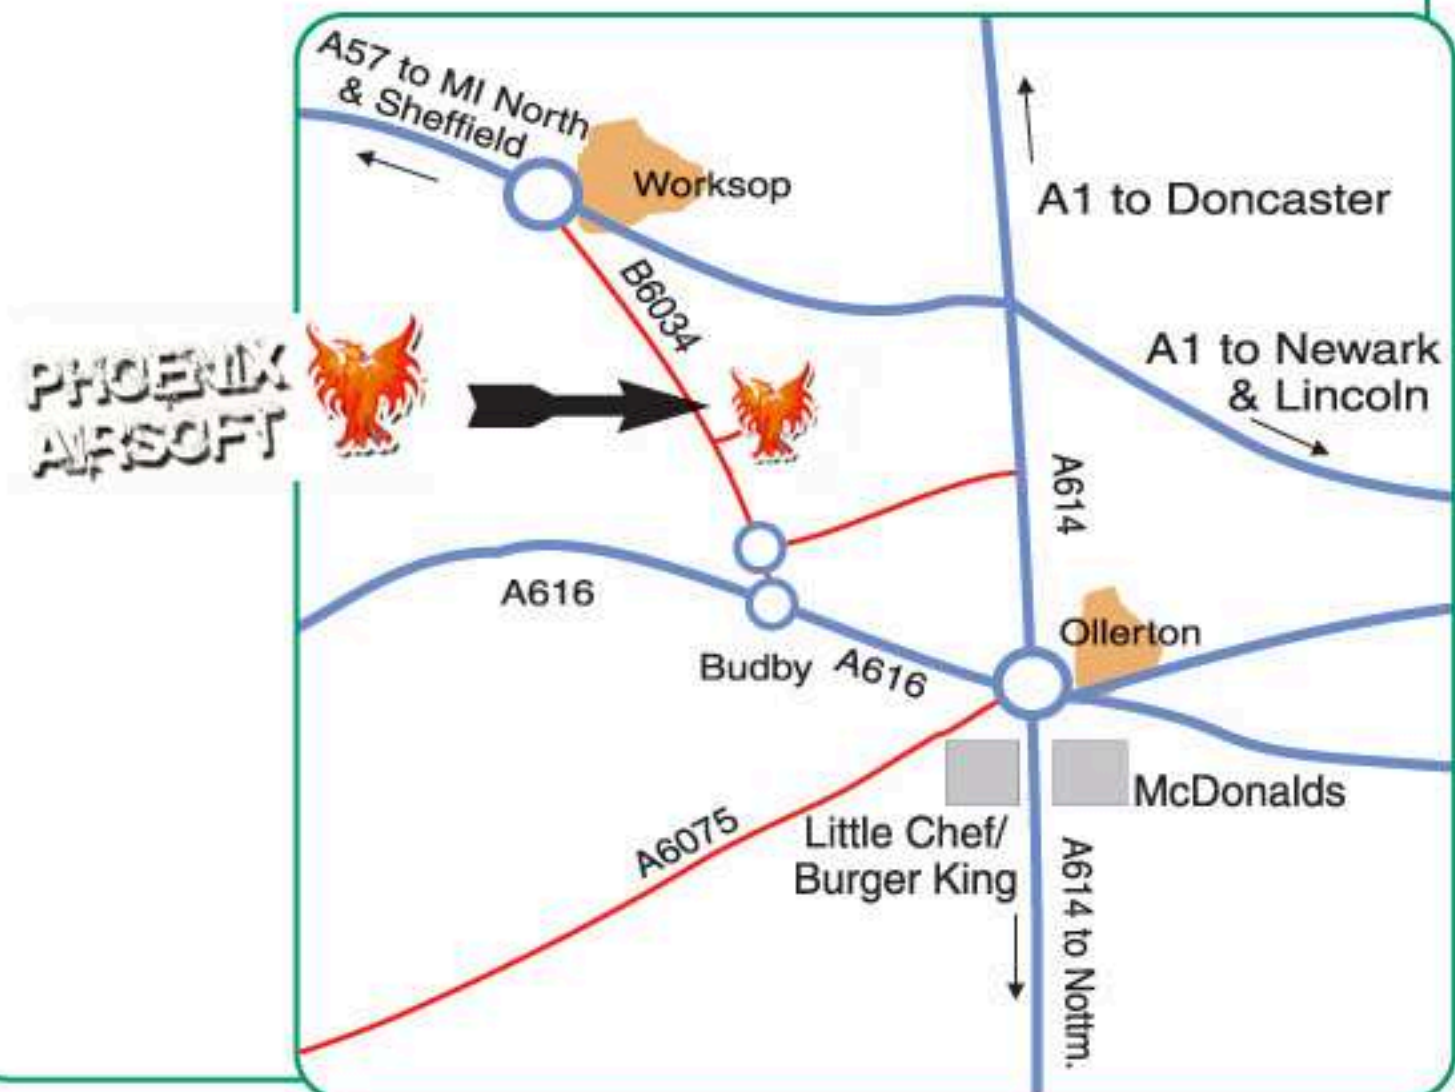 A57 to MI North
& Sheffield
Worksop
A1 to Doncaster
B6034
PHOENIX
AIRSOFT
A1 to Newark
& Lincoln
A614
A616
Ollerton
Budby
A616
McDonalds
Little Chef/
Burger King
A6075
A614 to Nottm.